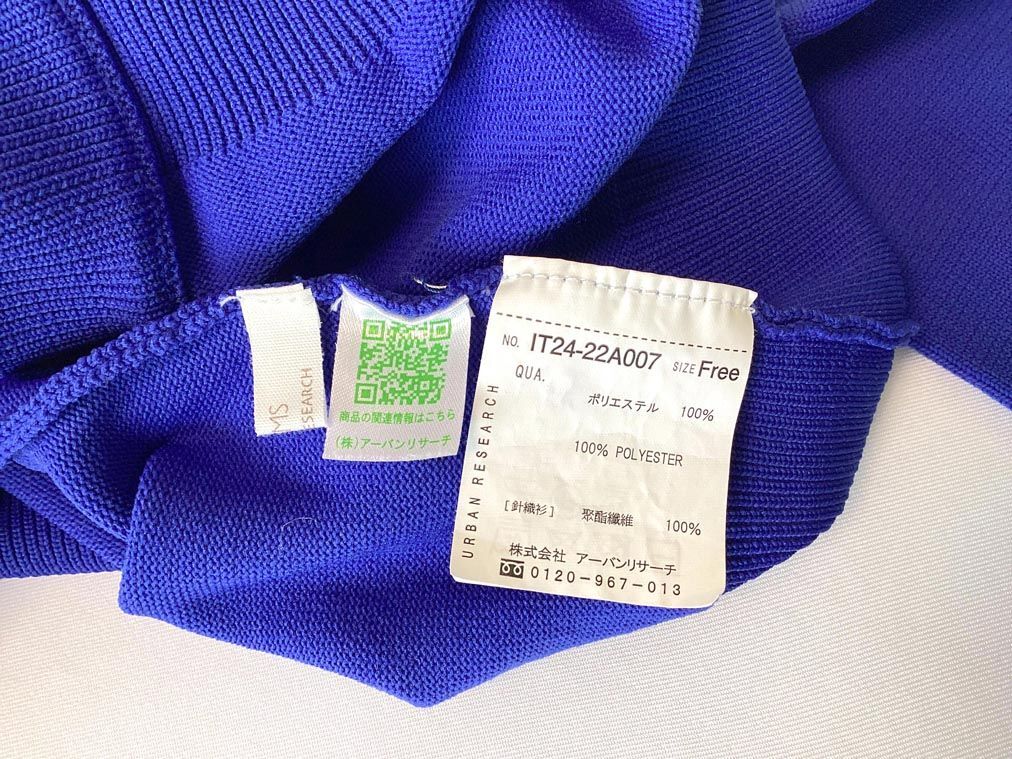 MS
ESEARCH
商品の関連情報はこちら
(株)アーバンリサーチ
URBAN RESEARCH
NO. IT24-22A007 SIZE Free
QUA.
ポリエステル 100%
100% POLYESTER
[針織衫] 聚酯纖維 100%
株式会社 アーバンリサーチ
0120-967-013